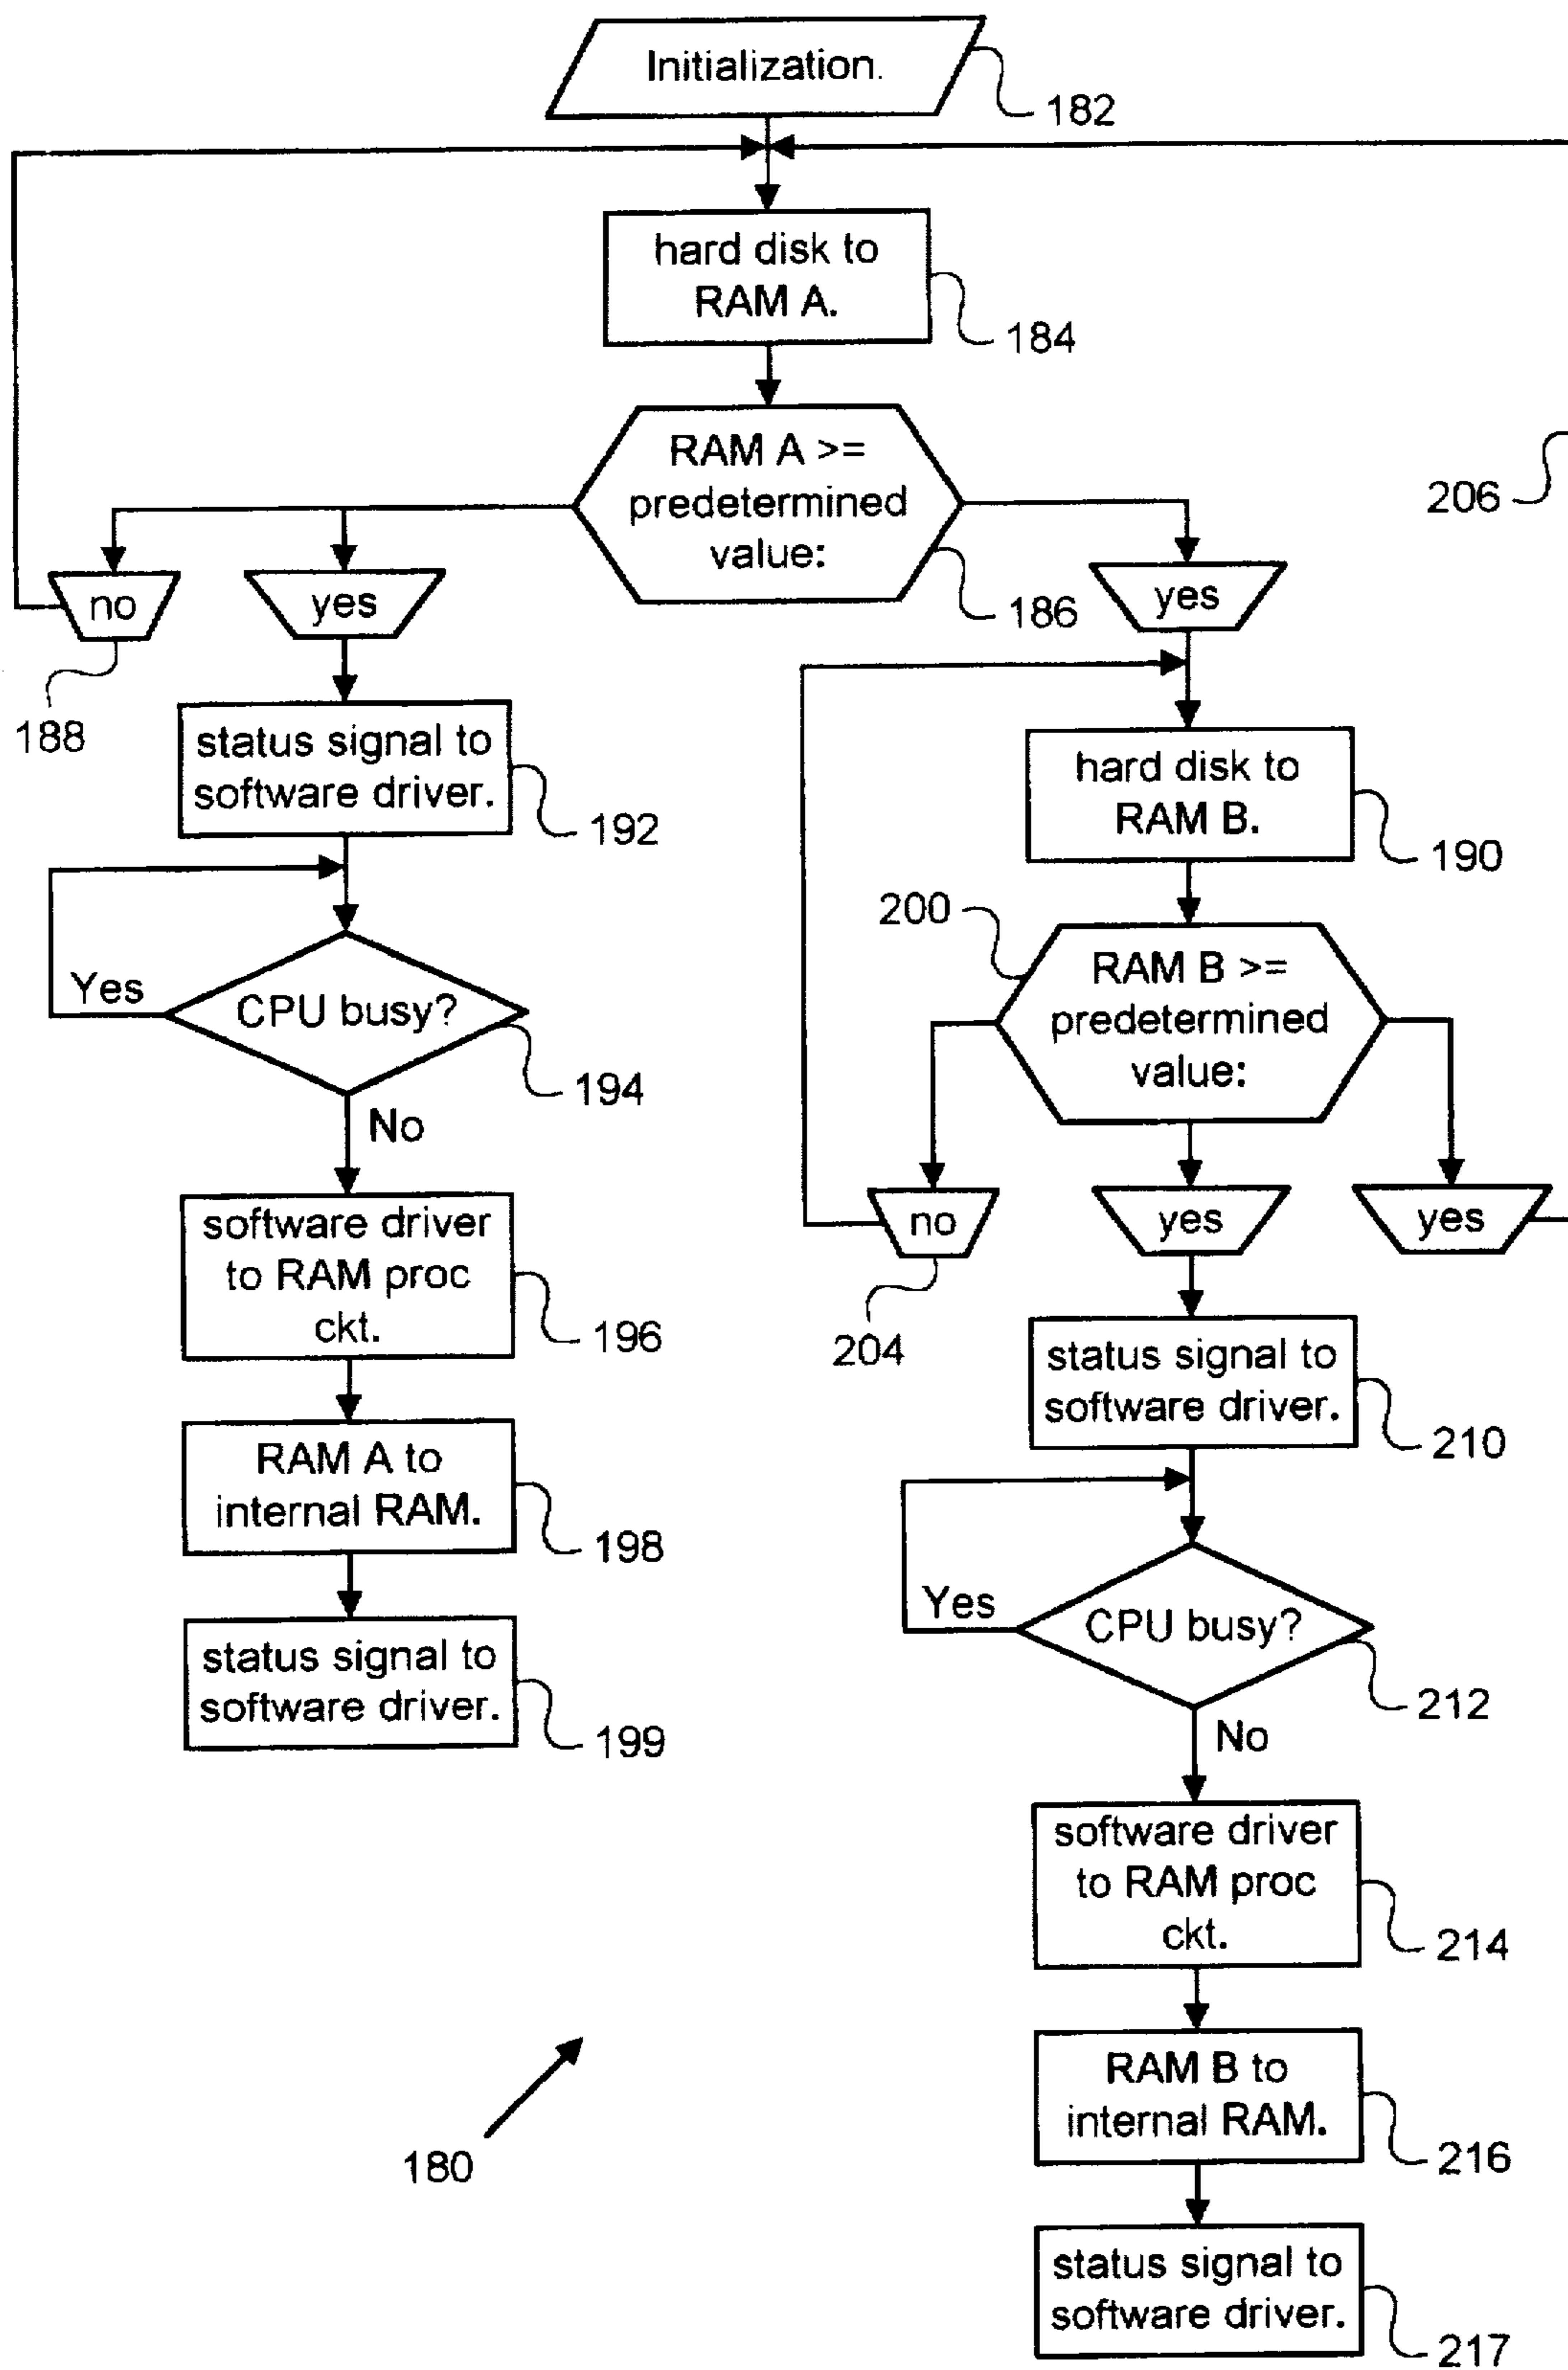 Initialization.
182
hard disk to
RAM A.
184
RAM A >=
predetermined
value:
186
206
no
188
yes
yes
status signal to
software driver.
192
hard disk to
RAM B.
190
Yes
CPU busy?
194
No
200
RAM B >=
predetermined
value:
software driver
to RAM proc
ckt.
196
no
204
yes
yes
RAM A to
internal RAM.
198
status signal to
software driver.
210
status signal to
software driver.
199
Yes
CPU busy?
212
No
software driver
to RAM proc
ckt.
214
RAM B to
internal RAM.
216
180
status signal to
software driver.
217